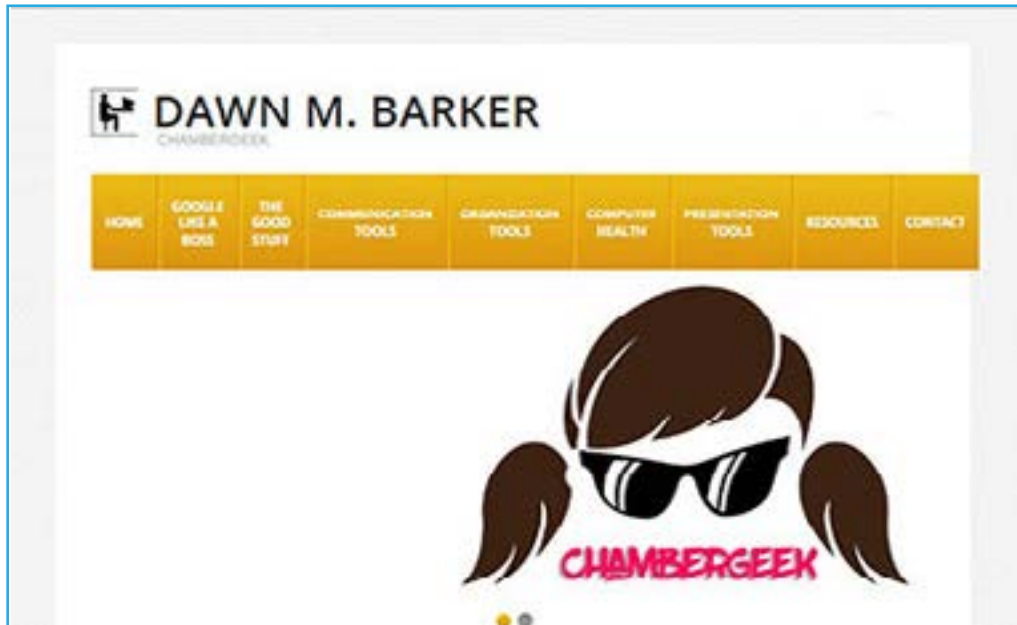 DAWN M. BARKER
CHAMBERGEEK
HOME
GOOGLE
LIKE A
BOSS
THE
GOOD
STUFF
COMMUNICATION
TOOLS
ORGANIZATION
TOOLS
COMPUTER
HEALTH
PRESENTATION
TOOLS
RESOURCES
CONTACT
CHAMBERGEEK